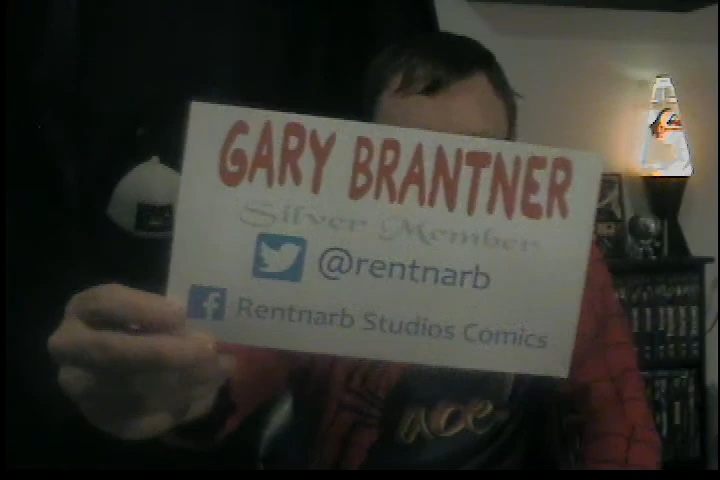 GARY BRANTNER
Silver Member
@rentnarb
Rentnarb Studios Comics